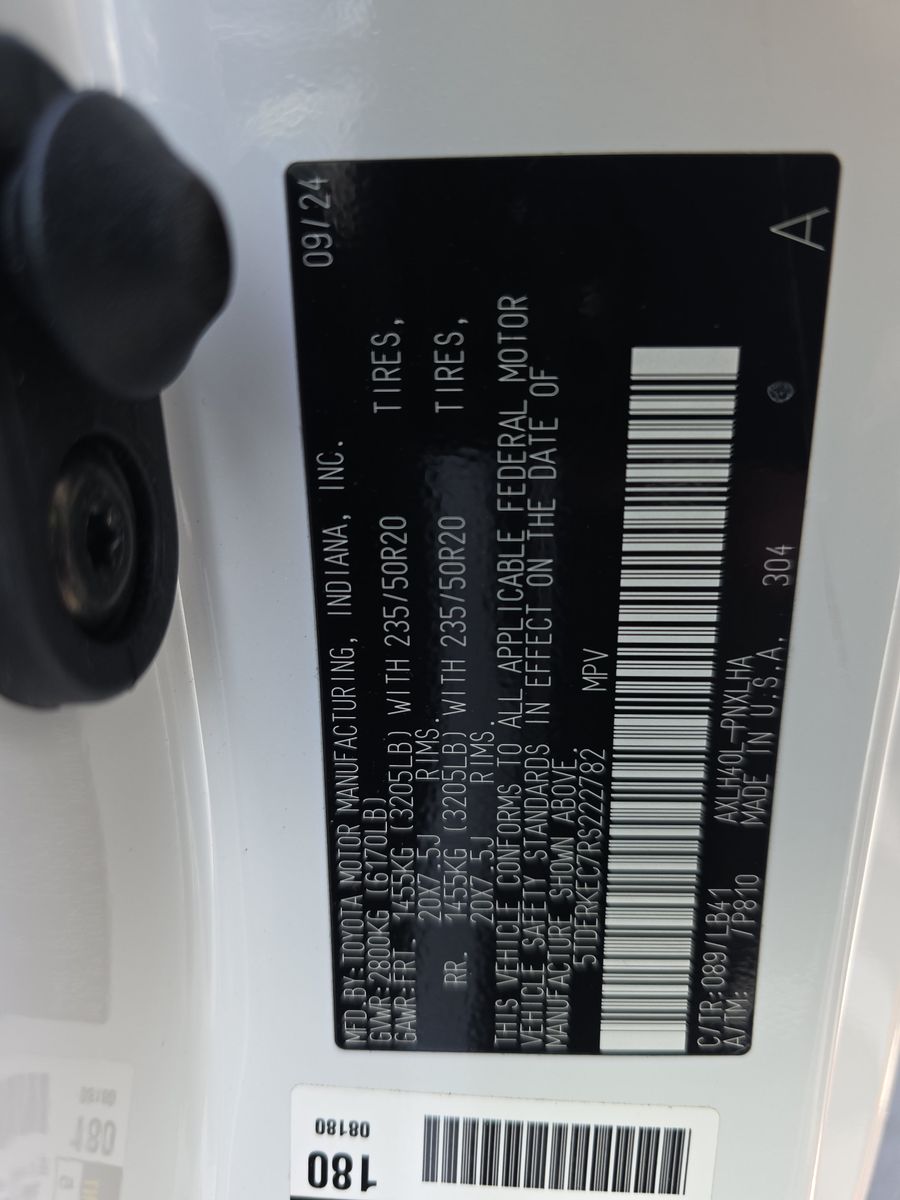 MFD BY:TOYOTA MOTOR MANUFACTURING, INDIANA, INC. 09/24
GVWR:2800KG (6170LB)
GAWR:FRT. 1455KG (3205LB) WITH 235/50R20 TIRES,
20X7.5J RIMS.
RR. 1455KG (3205LB) WITH 235/50R20 TIRES,
20X7.5J RIMS
THIS VEHICLE CONFORMS TO ALL APPLICABLE FEDERAL MOTOR
VEHICLE SAFETY STANDARDS IN EFFECT ON THE DATE OF
MANUFACTURE SHOWN ABOVE.
5TDERKEC7RS222782 MPV
C/TR:089/LB41 AXLH40L-PNXLHA
A/TM: /P810 MADE IN U.S.A. 304
A
08180
180